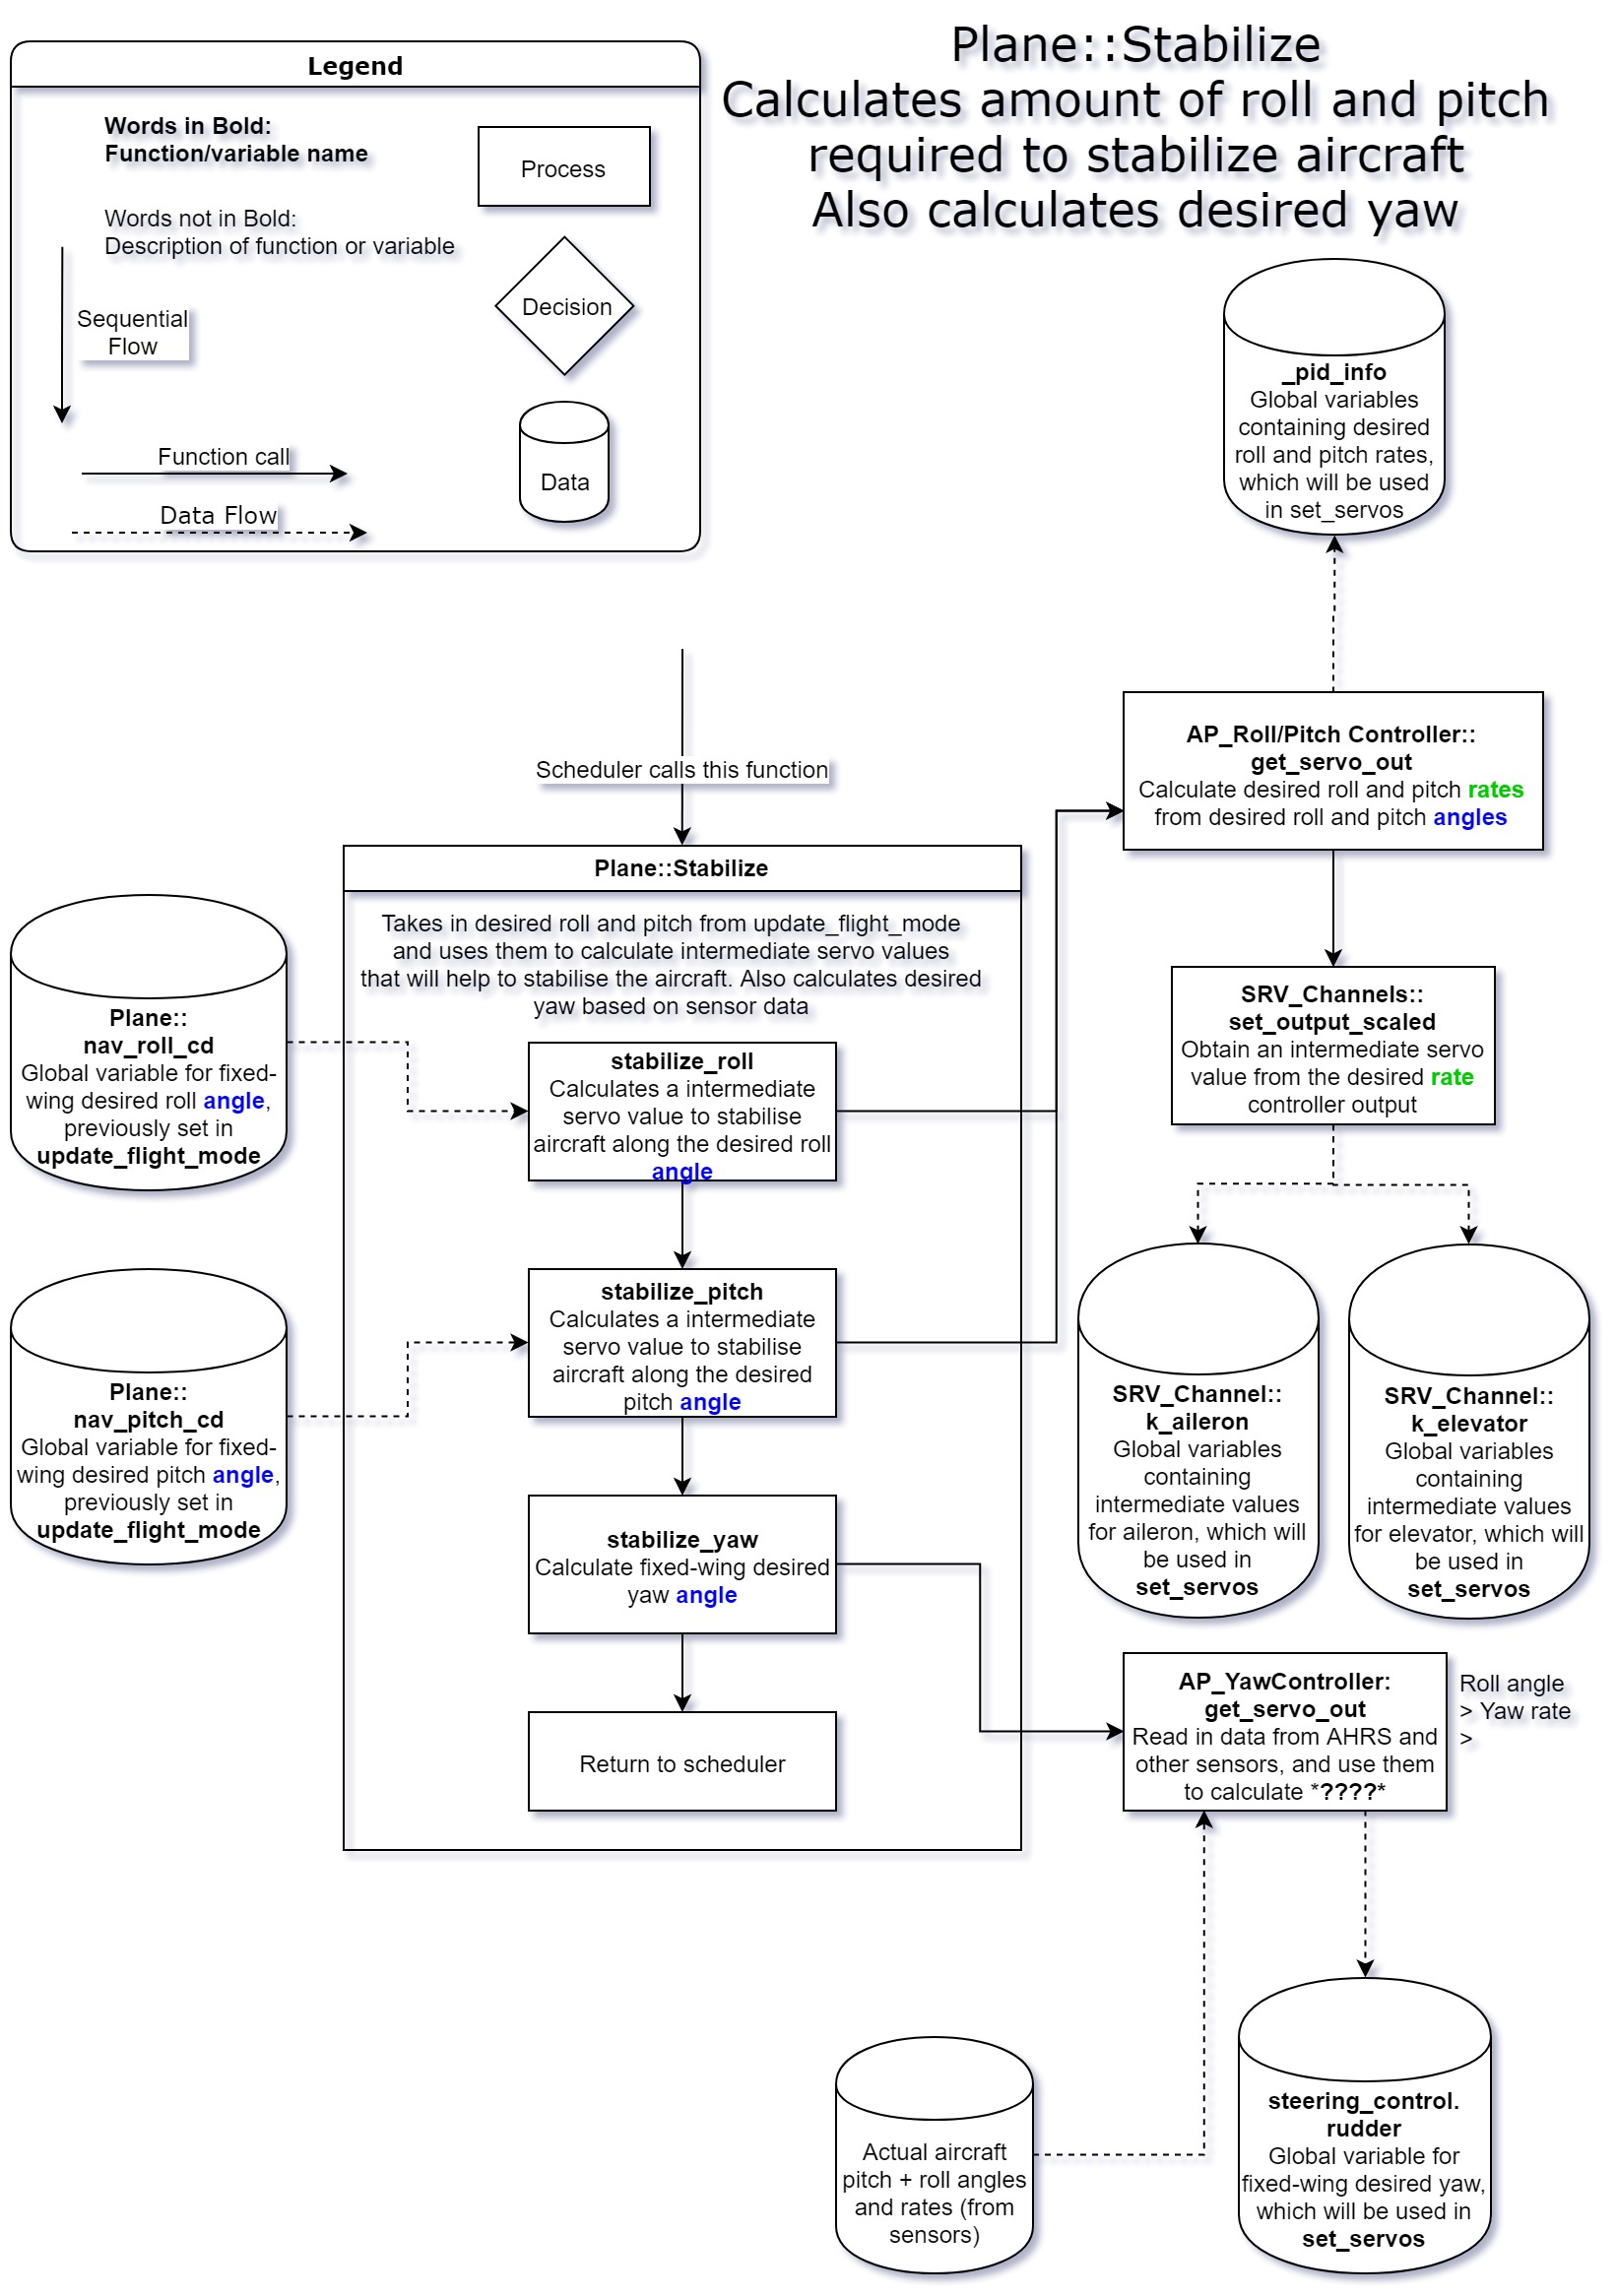 Plane::Stabilize
Calculates amount of roll and pitch
required to stabilize aircraft
Also calculates desired yaw
Legend
Words in Bold:
Function/variable name
Words not in Bold:
Description of function or variable
Sequential
Flow
Function call
Data Flow
Process
Decision
Data
_pid_info
Global variables
containing desired
roll and pitch rates,
which will be used
in set_servos
Scheduler calls this function
AP_Roll/Pitch Controller::
get_servo_out
Calculate desired roll and pitch rates
from desired roll and pitch angles
Plane::Stabilize
Takes in desired roll and pitch from update_flight_mode
and uses them to calculate intermediate servo values
that will help to stabilise the aircraft. Also calculates desired
yaw based on sensor data
Plane::
nav_roll_cd
Global variable for fixed-
wing desired roll angle,
previously set in
update_flight_mode
stabilize_roll
Calculates a intermediate
servo value to stabilise
aircraft along the desired roll
angle
SRV_Channels::
set_output_scaled
Obtain an intermediate servo
value from the desired rate
controller output
Plane::
nav_pitch_cd
Global variable for fixed-
wing desired pitch angle,
previously set in
update_flight_mode
stabilize_pitch
Calculates a intermediate
servo value to stabilise
aircraft along the desired
pitch angle
SRV_Channel::
k_aileron
Global variables
containing
intermediate values
for aileron, which will
be used in
set_servos
SRV_Channel::
k_elevator
Global variables
containing
intermediate values
for elevator, which will
be used in
set_servos
stabilize_yaw
Calculate fixed-wing desired
yaw angle
Return to scheduler
AP_YawController:
get_servo_out
Read in data from AHRS and
other sensors, and use them
to calculate *????*
Roll angle
> Yaw rate
>
Actual aircraft
pitch + roll angles
and rates (from
sensors)
steering_control.
rudder
Global variable for
fixed-wing desired yaw,
which will be used in
set_servos